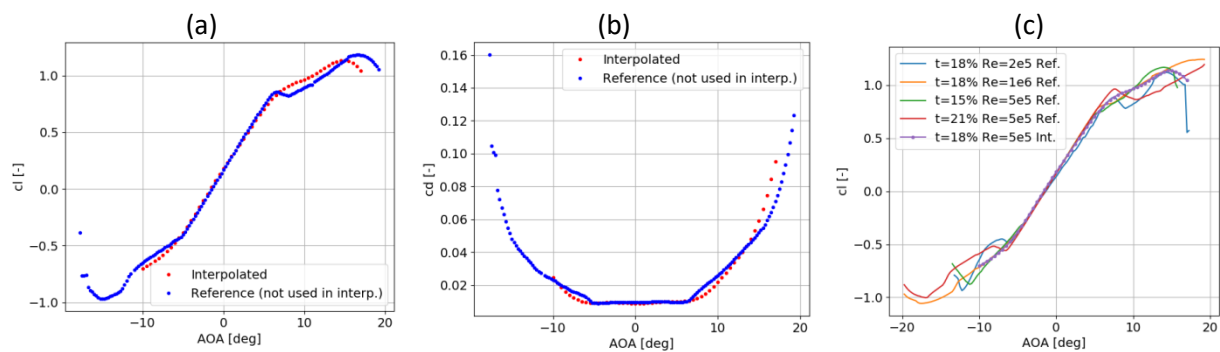 (a)
1.0
0.5
0.0
−0.5
−1.0
cl [-]
−10
0
10
20
AOA [deg]
Interpolated
Reference (not used in interp.)
(b)
0.16
0.14
0.12
0.10
0.08
0.06
0.04
0.02
cd [-]
−10
0
10
20
AOA [deg]
Interpolated
Reference (not used in interp.)
(c)
1.0
0.5
0.0
−0.5
−1.0
cl [-]
−20
−10
0
10
20
AOA [deg]
t=18% Re=2e5 Ref.
t=18% Re=1e6 Ref.
t=15% Re=5e5 Ref.
t=21% Re=5e5 Ref.
t=18% Re=5e5 Int.